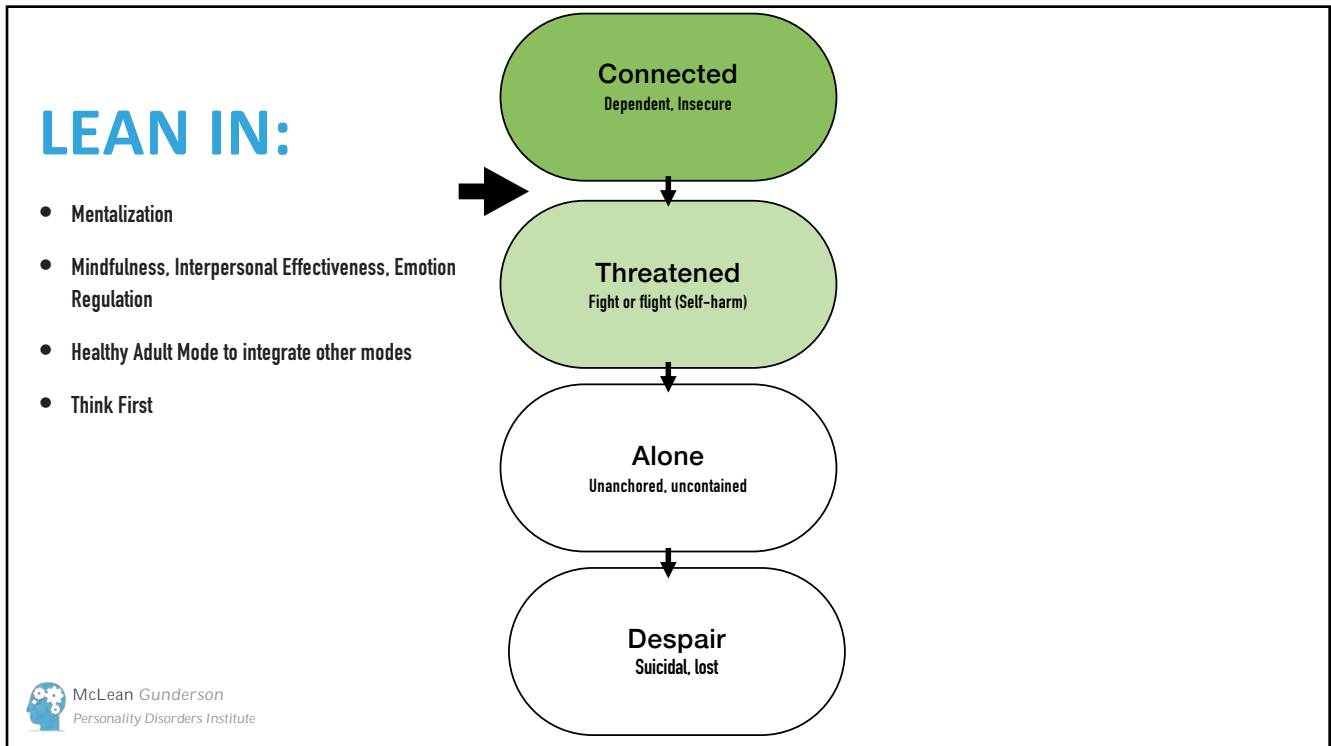 LEAN IN:
• Mentalization
• Mindfulness, Interpersonal Effectiveness, Emotion
Regulation
• Healthy Adult Mode to integrate other modes
• Think First
Connected
Dependent, Insecure
Threatened
Fight or flight (Self-harm)
Alone
Unanchored, uncontained
Despair
Suicidal, lost
McLean Gunderson
Personality Disorders Institute